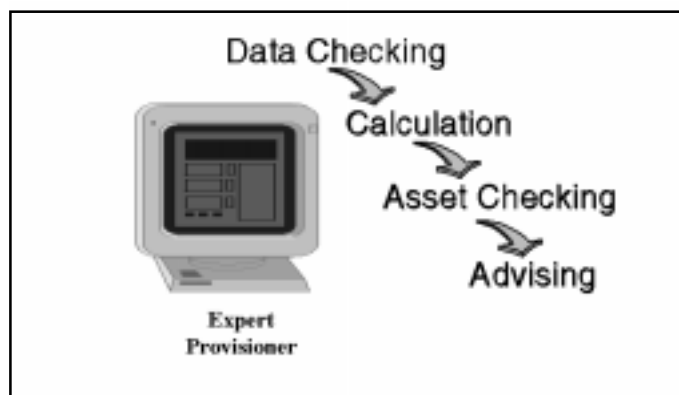 Data Checking
Calculation
Asset Checking
Advising
Expert
Provisioner